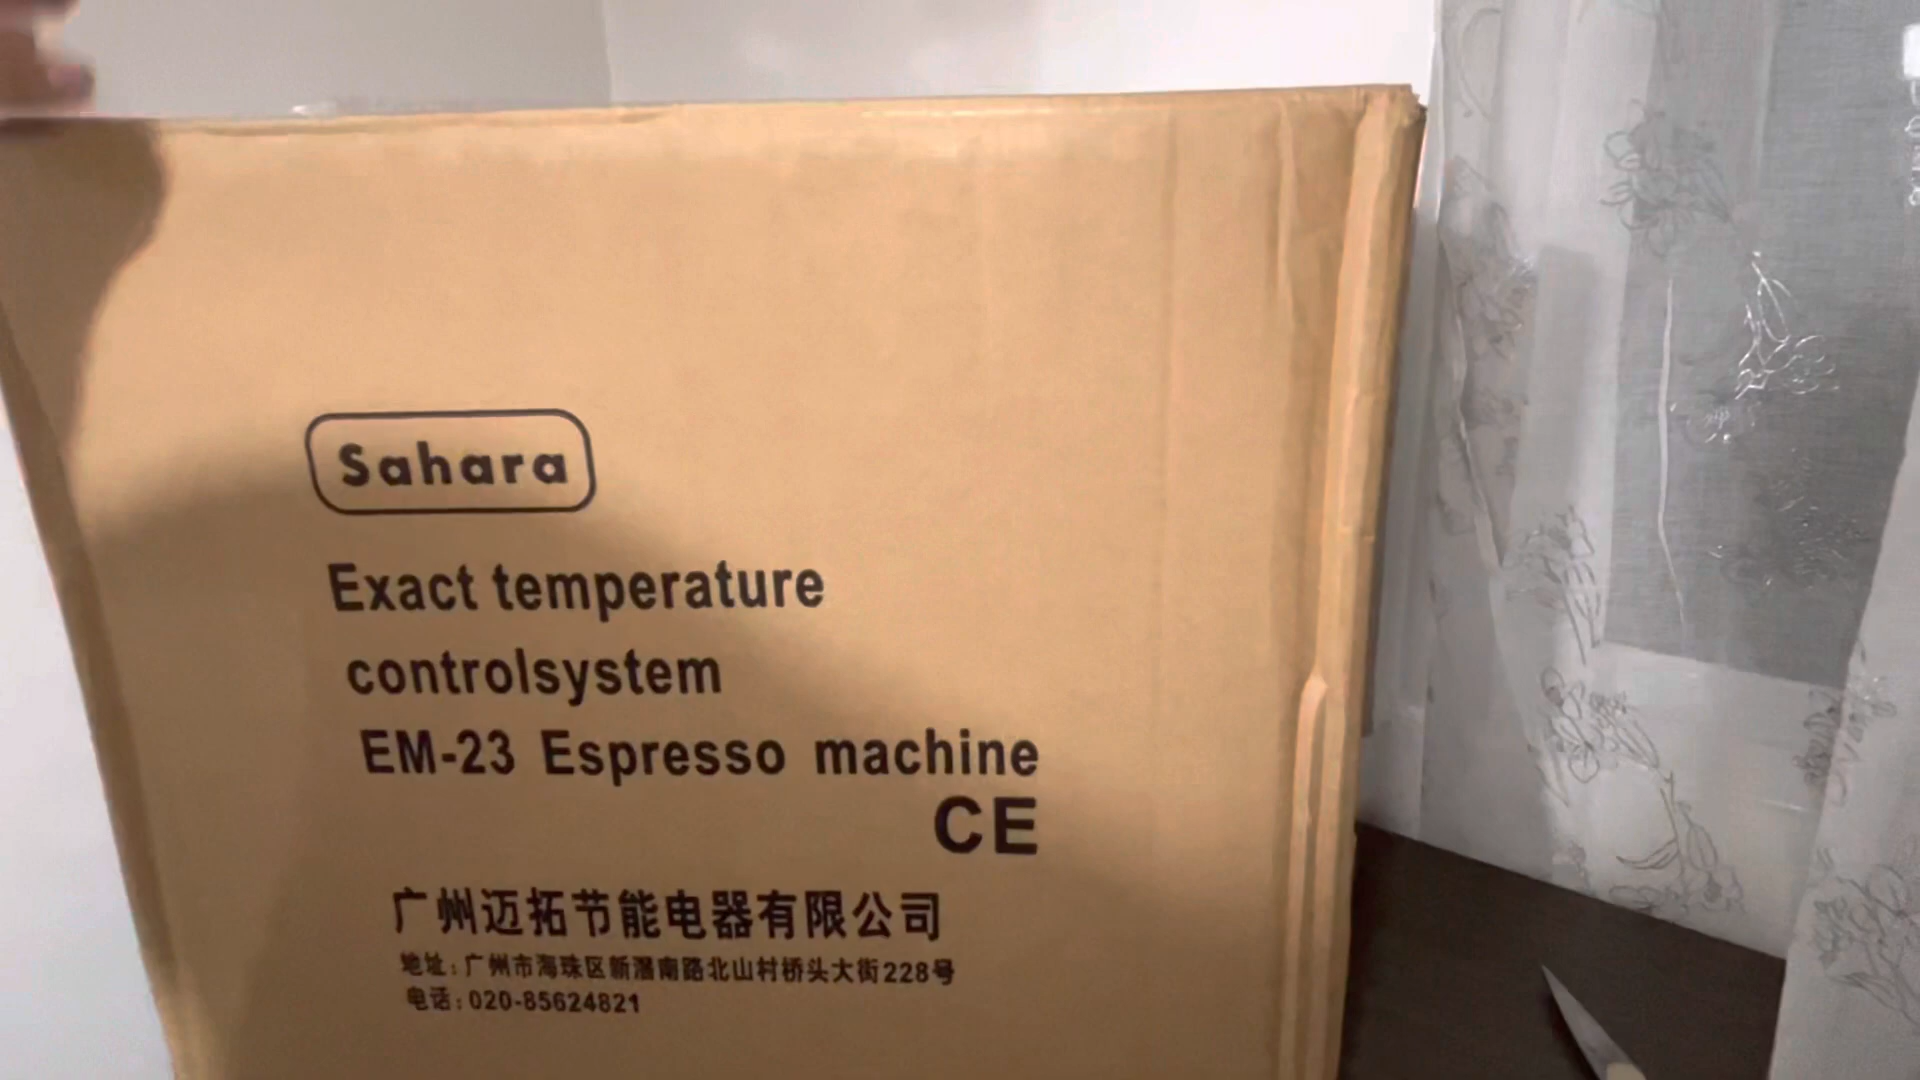 Sahara
Exact temperature
controlsystem
EM-23 Espresso machine
CE
广州迈拓节能电器有限公司
地址:广州市海珠区新滘南路北山村桥头大街228号
电话:020-85624821